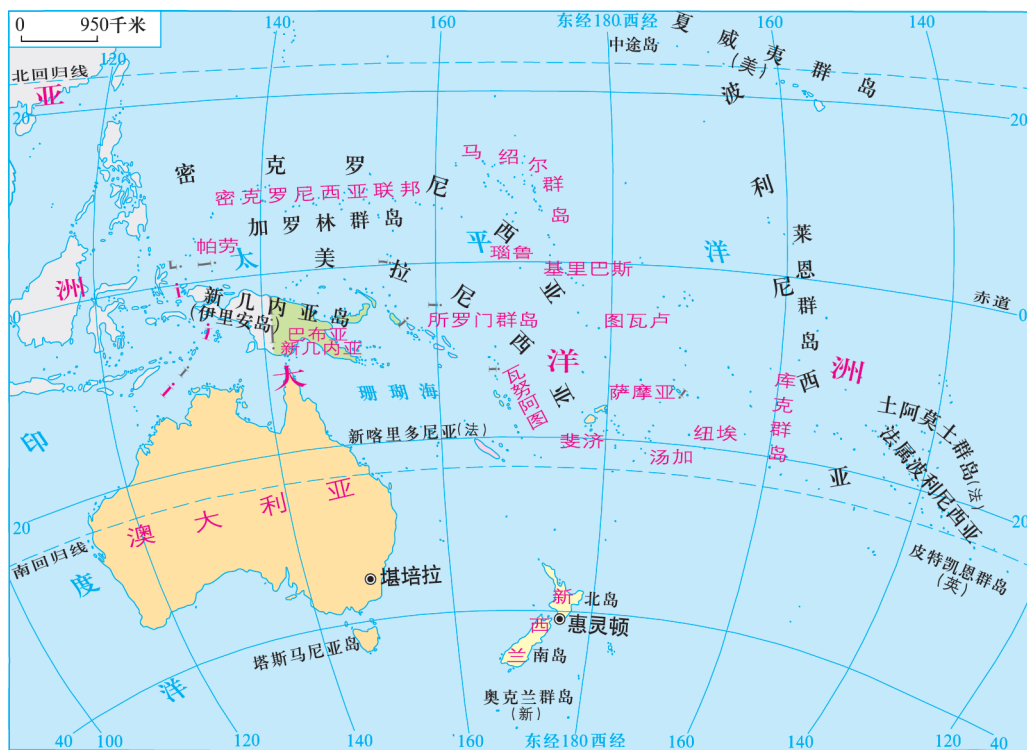 0 950千米
140
160
东经180西经
160
140
夏威夷群岛
(美)
中途岛
120
北回归线
亚
20
20
密克罗尼西亚
密克罗尼西亚联邦
马绍尔群岛
加罗林群岛
波利尼西亚
帕劳
太平洋
美拉尼西亚
瑙鲁
基里巴斯
莱恩群岛
洲
新几内亚岛
(伊里安岛)
赤道
0
0
巴布亚
新几内亚
所罗门群岛
图瓦卢
大洋洲
珊瑚海
瓦努阿图
萨摩亚
库克群岛
土阿莫土群岛(法)
法属波利尼西亚
新喀里多尼亚(法)
斐济
汤加
纽埃
印度洋
澳大利亚
20
20
南回归线
皮特凯恩群岛
(英)
堪培拉
新西兰
北岛
惠灵顿
南岛
塔斯马尼亚岛
奥克兰群岛
(新)
40
100
120
140
160
东经180西经
160
140
120
40